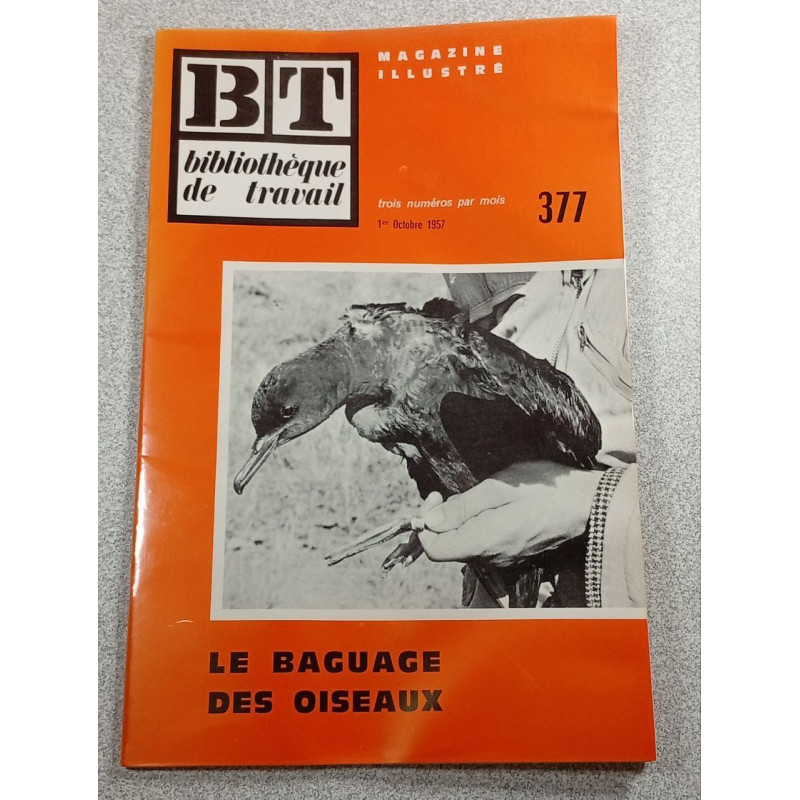 BT
bibliothèque
de travail
MAGAZINE
ILLUSTRÉ
trois numéros par mois
1er Octobre 1957
377
LE BAGUAGE
DES OISEAUX